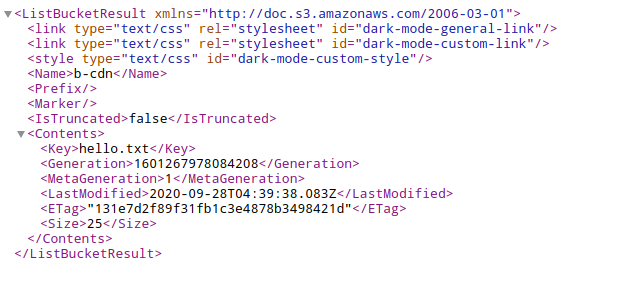 <ListBucketResult xmlns="http://doc.s3.amazonaws.com/2006-03-01">
<link type="text/css" rel="stylesheet" id="dark-mode-general-link"/>
<link type="text/css" rel="stylesheet" id="dark-mode-custom-link"/>
<style type="text/css" id="dark-mode-custom-style"/>
<Name>b-cdn</Name>
<Prefix/>
<Marker/>
<IsTruncated>false</IsTruncated>
<Contents>
<Key>hello.txt</Key>
<Generation>1601267978084208</Generation>
<MetaGeneration>1</MetaGeneration>
<LastModified>2020-09-28T04:39:38.083Z</LastModified>
<ETag>"131e7d2f89f31fb1c3e4878b3498421d"</ETag>
<Size>25</Size>
</Contents>
</ListBucketResult>